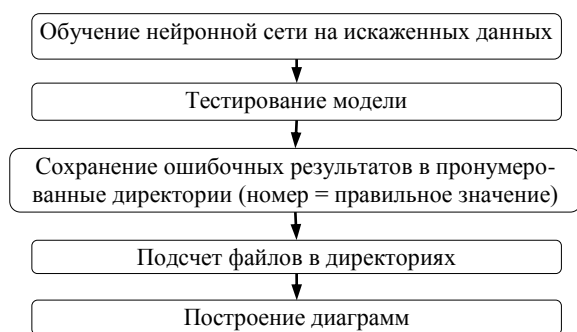 Обучение нейронной сети на искаженных данных
Тестирование модели
Сохранение ошибочных результатов в пронумеро-
ванные директории (номер = правильное значение)
Подсчет файлов в директориях
Построение диаграмм